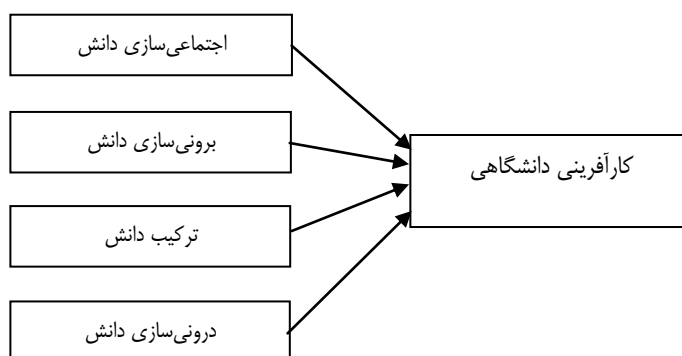 اجتماعی‌سازی دانش
برونی‌سازی دانش
کارآفرینی دانشگاهی
ترکیب دانش
درونی‌سازی دانش